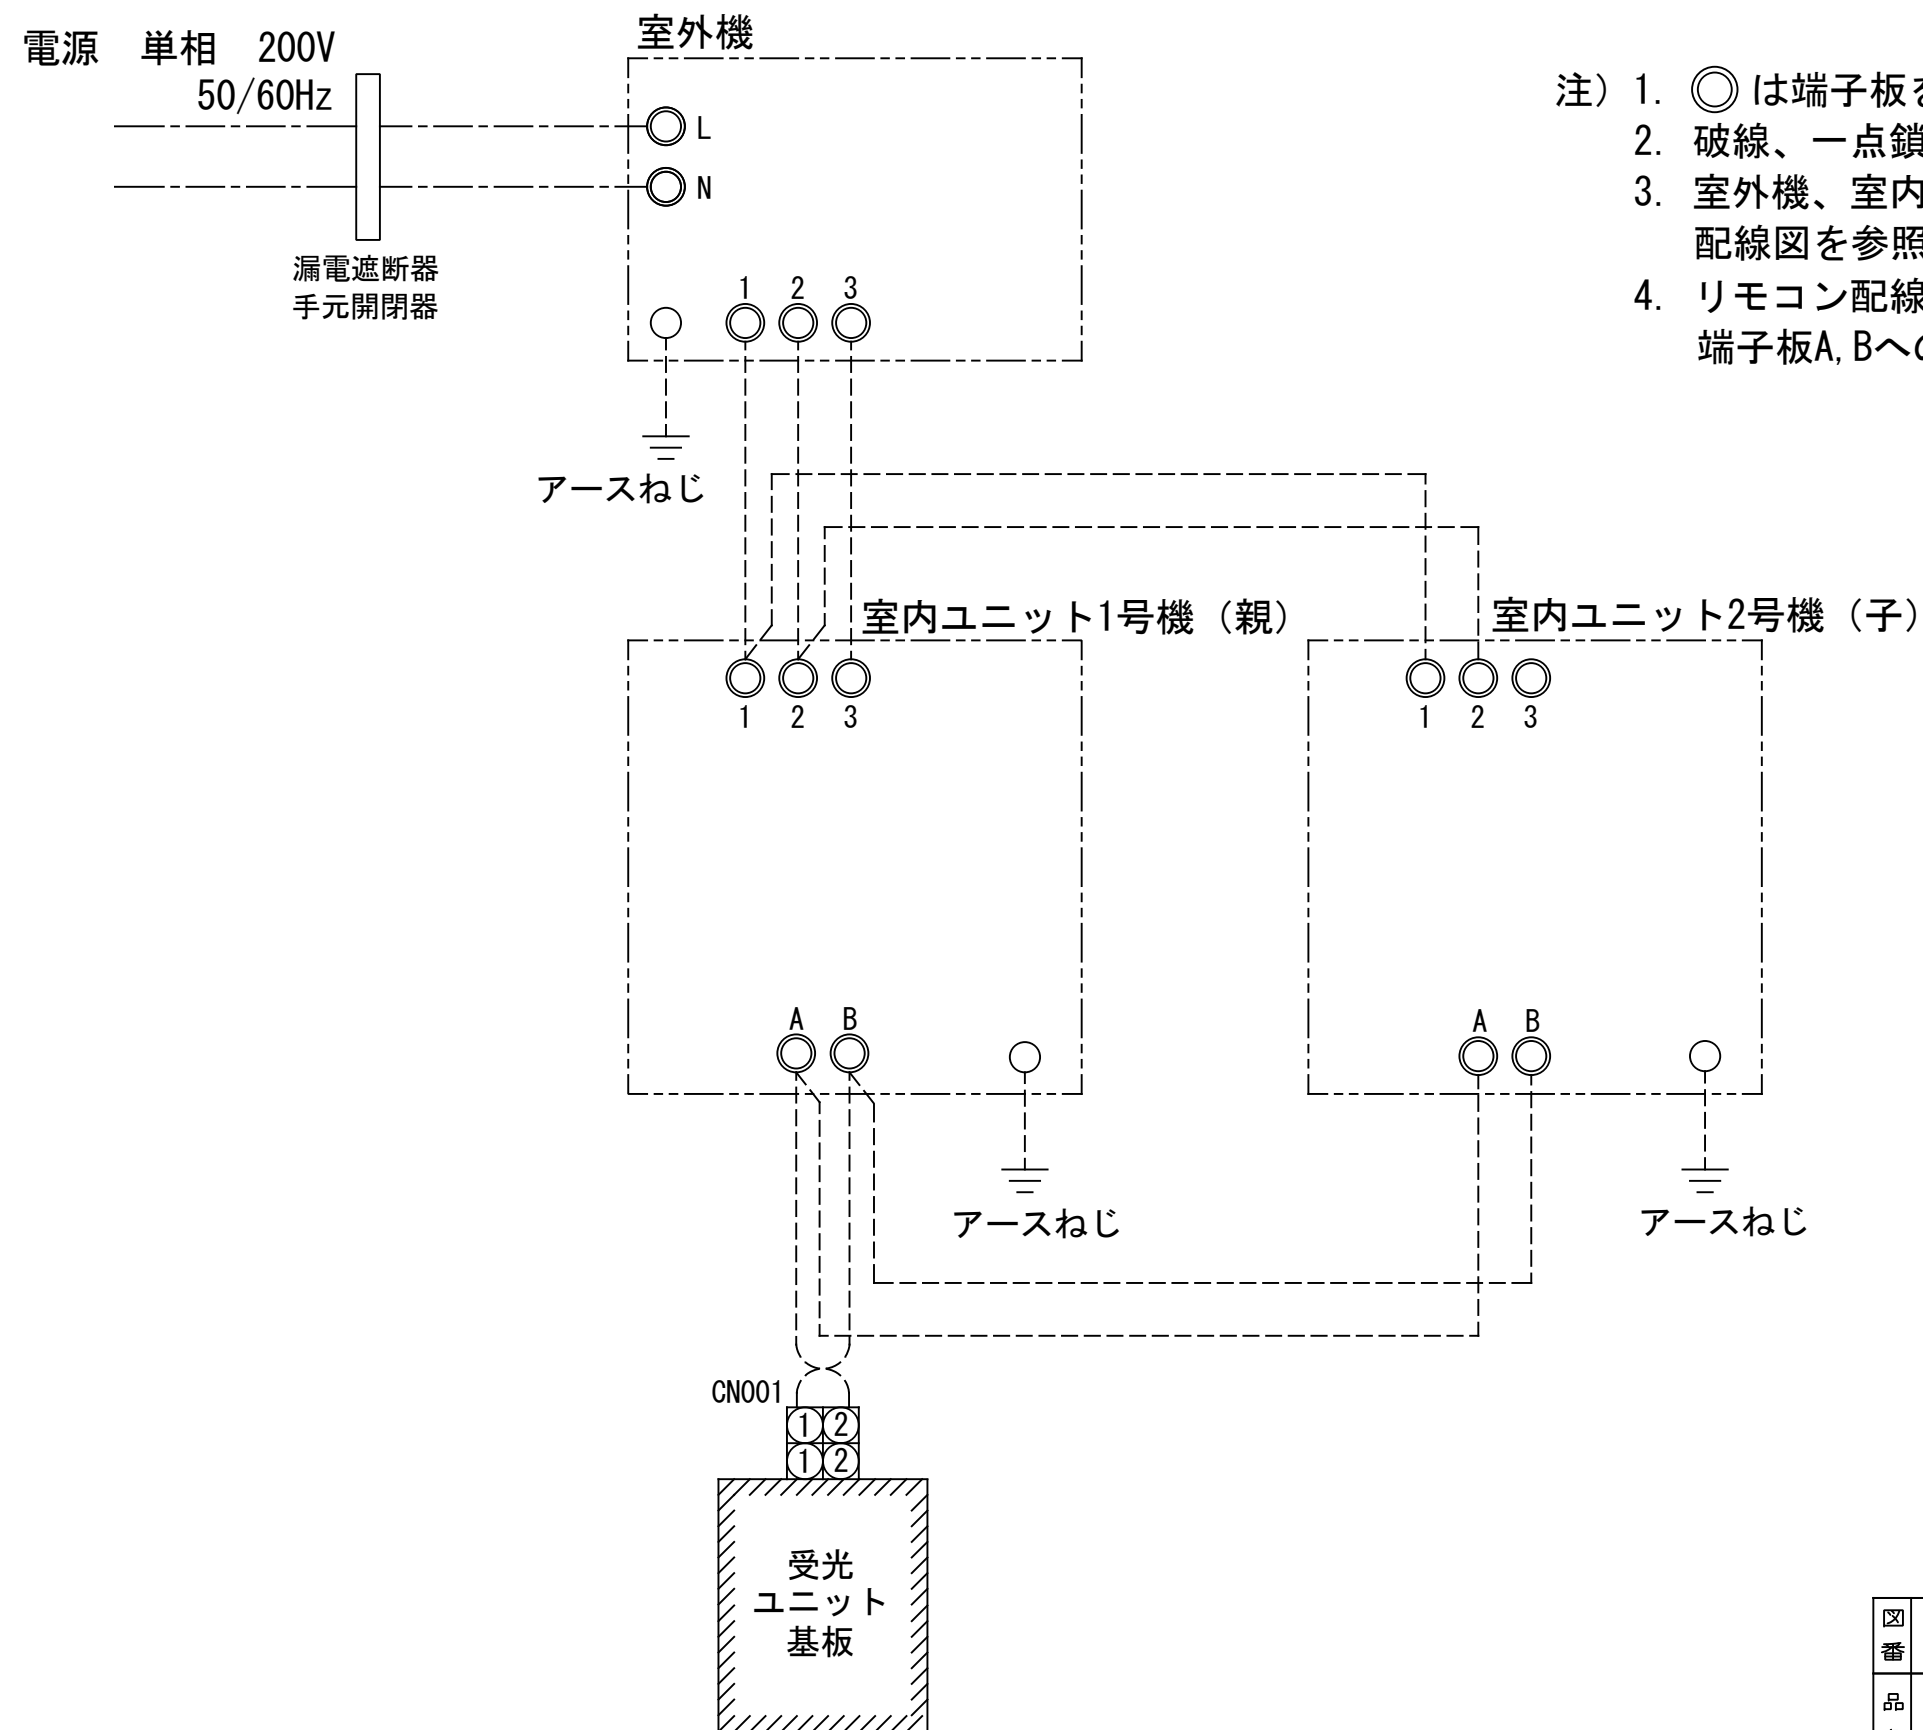 電源　単相　200V
50/60Hz
漏電遮断器
手元開閉器
室外機
L
N
1 2 3
アースねじ
注) 1. ◎ は端子板
2. 破線、一点鎖
3. 室外機、室内
配線図を参照
4. リモコン配線
端子板A,Bへ
室内ユニット1号機（親）
1 2 3
A B
アースねじ
室内ユニット2号機（子）
1 2 3
A B
アースねじ
CN001
1 2
1 2
受光
ユニット
基板
図
番
品